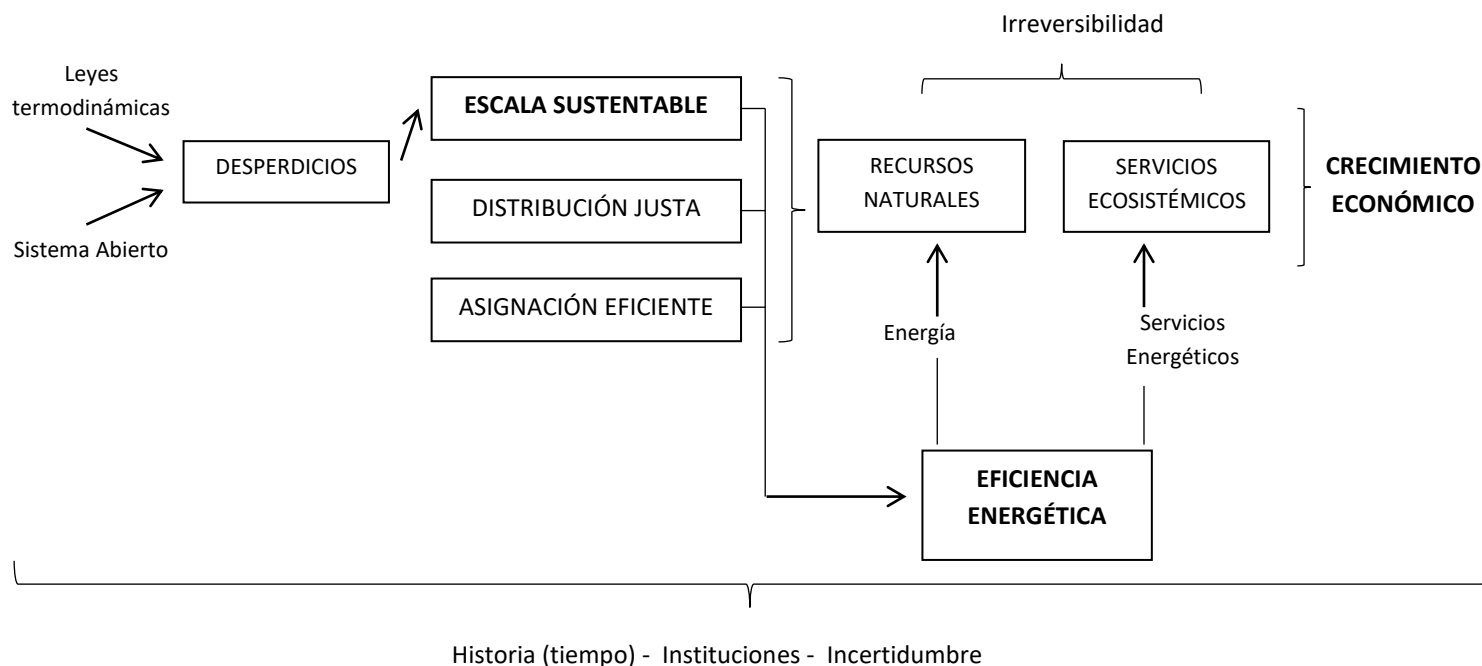 Irreversibilidad
Leyes
termodinámicas
Sistema Abierto
DESPERDICIOS
ESCALA SUSTENTABLE
DISTRIBUCIÓN JUSTA
ASIGNACIÓN EFICIENTE
RECURSOS
NATURALES
SERVICIOS
ECOSISTÉMICOS
CRECIMIENTO
ECONÓMICO
Energía
Servicios
Energéticos
EFICIENCIA
ENERGÉTICA
Historia (tiempo) - Instituciones - Incertidumbre